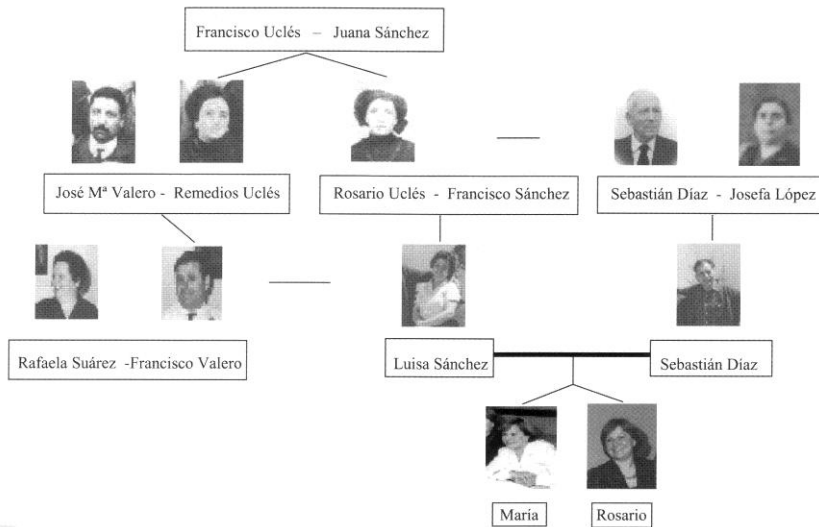 Francisco Uclés – Juana Sánchez
José Mª Valero - Remedios Uclés
Rosario Uclés - Francisco Sánchez
Sebastián Díaz - Josefa López
Rafaela Suárez -Francisco Valero
Luisa Sánchez
Sebastián Díaz
María
Rosario